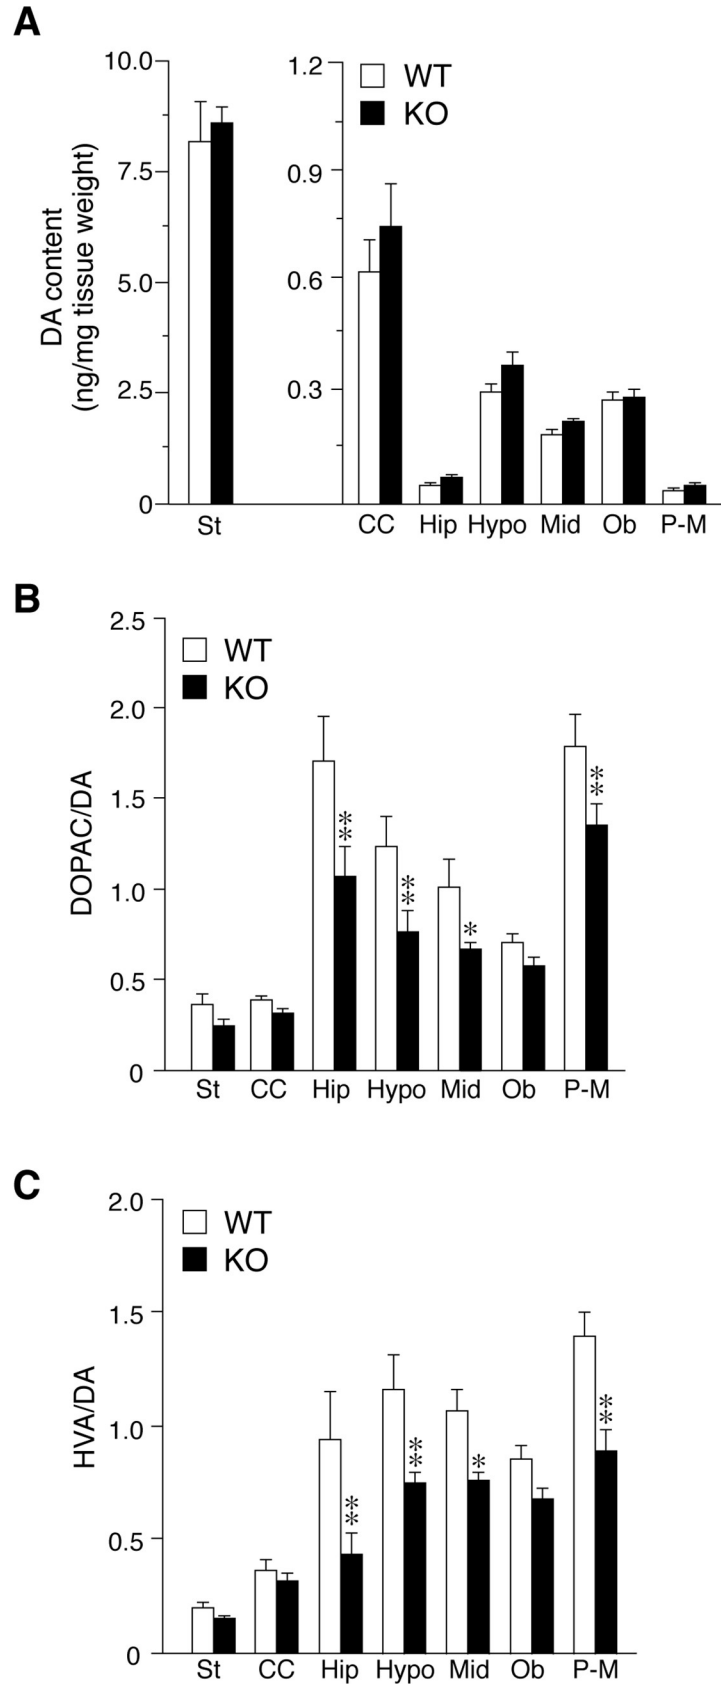 A
DA content
(ng/mg tissue weight)
10.0
7.5
5.0
2.5
0
1.2
0.9
0.6
0.3
WT
KO
St
CC Hip Hypo Mid Ob P-M
B
DOPAC/DA
2.5
2.0
1.5
1.0
0.5
0
WT
KO
**
**
*
**
St CC Hip Hypo Mid Ob P-M
C
HVA/DA
2.0
1.5
1.0
0.5
0
WT
KO
**
**
*
**
St CC Hip Hypo Mid Ob P-M